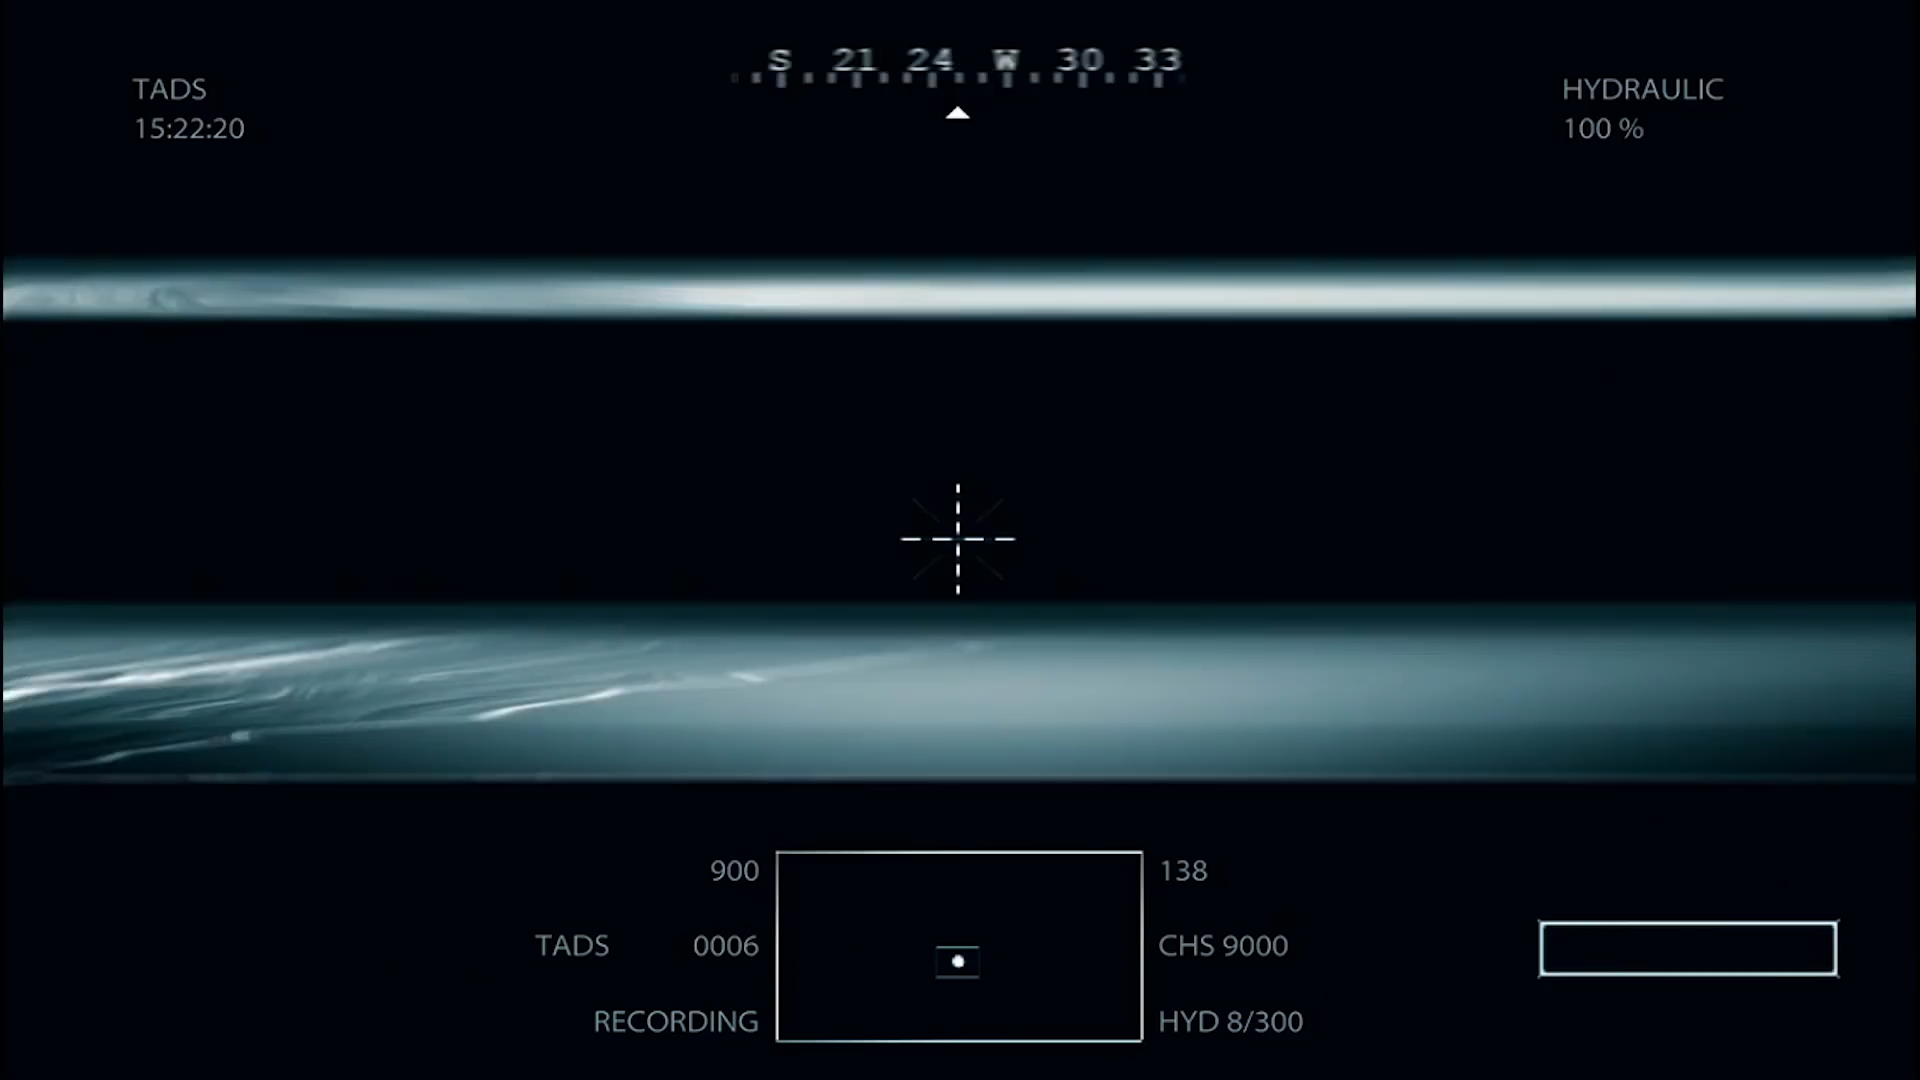 S 21 24 W 30 33
TADS
15:22:20
HYDRAULIC
100 %
900
138
TADS 0006
CHS 9000
RECORDING
HYD 8/300